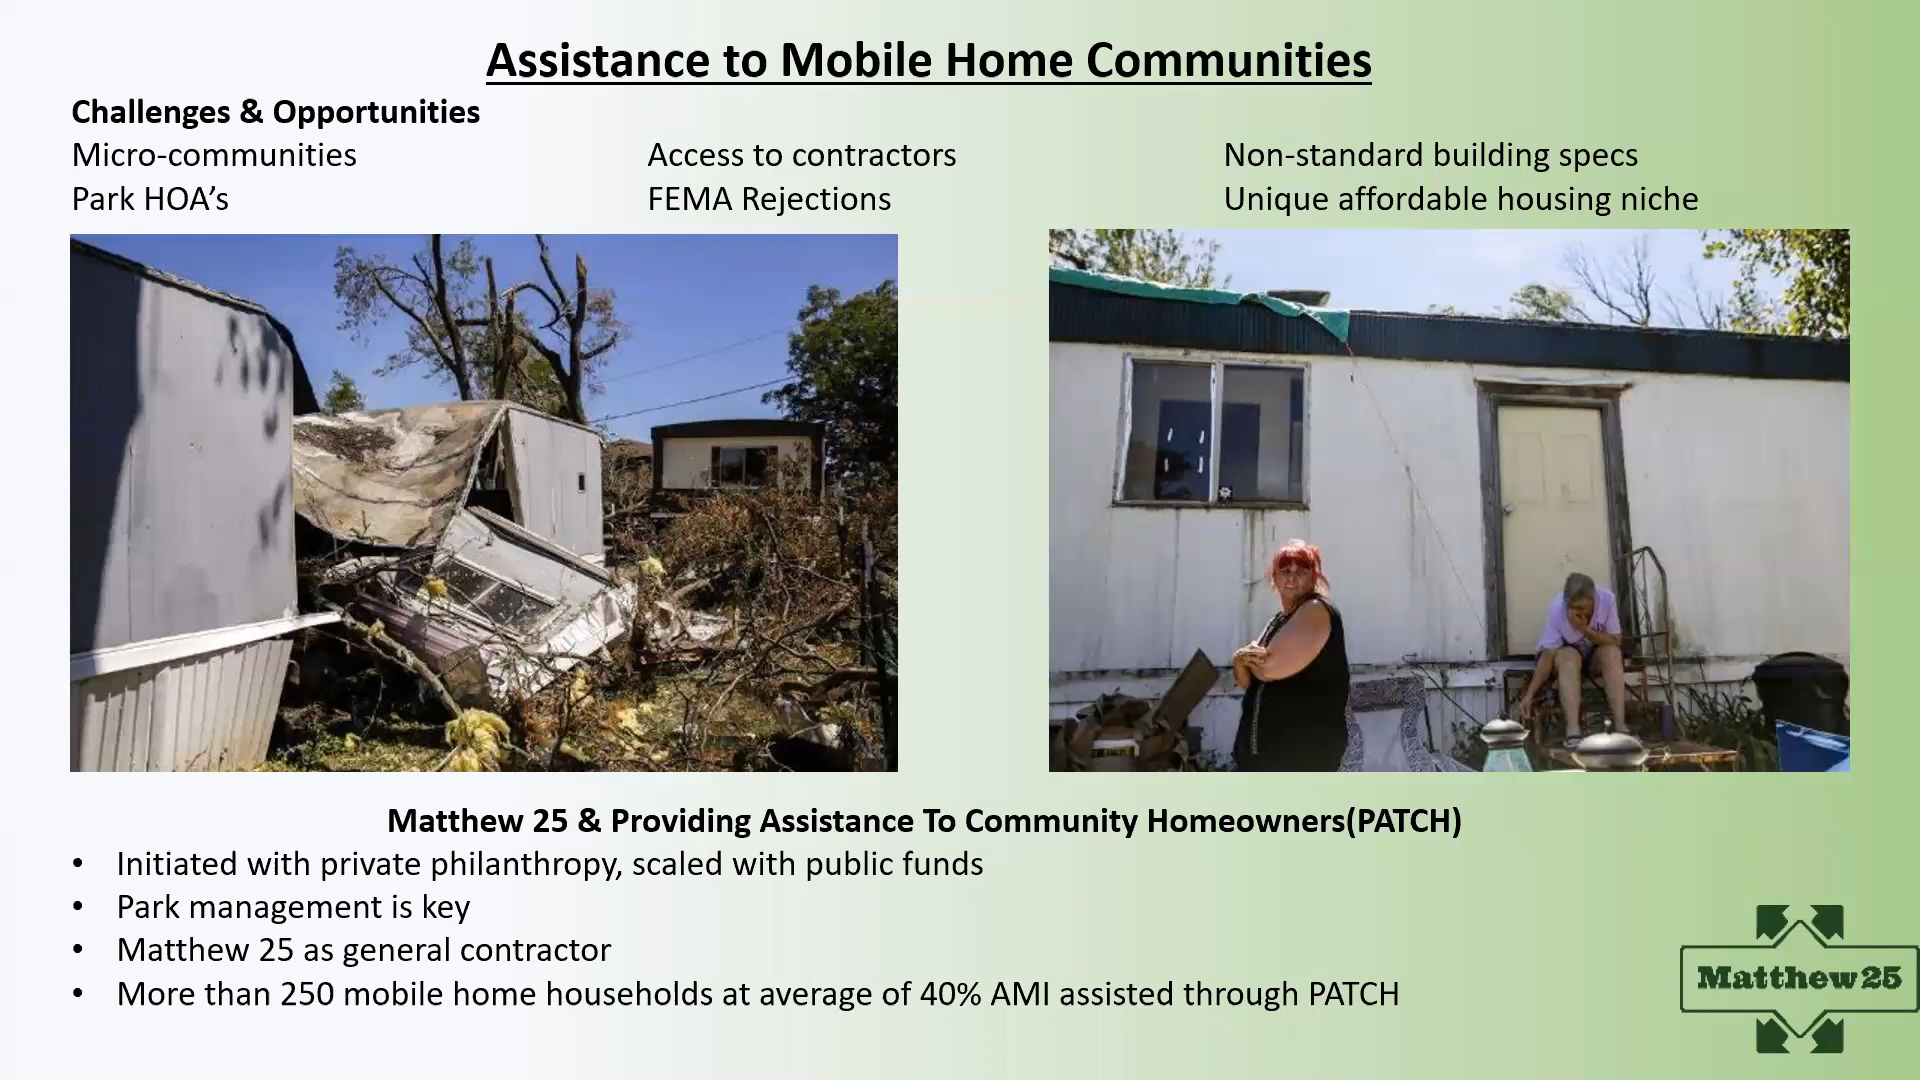 Assistance to Mobile Home Communities
Challenges & Opportunities
Micro-communities Access to contractors Non-standard building specs
Park HOA’s FEMA Rejections Unique affordable housing niche
Matthew 25 & Providing Assistance To Community Homeowners(PATCH)
• Initiated with private philanthropy, scaled with public funds
• Park management is key
• Matthew 25 as general contractor
• More than 250 mobile home households at average of 40% AMI assisted through PATCH
Matthew 25